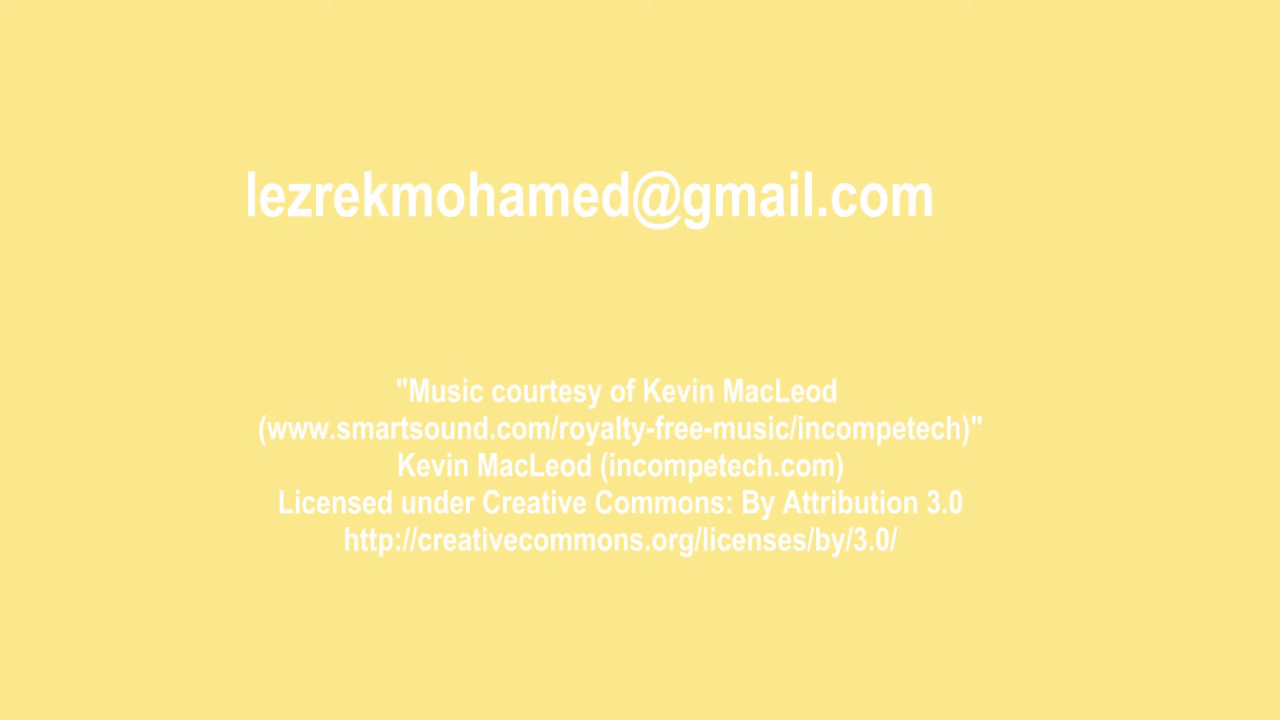 lezrekmohamed@gmail.com
"Music courtesy of Kevin MacLeod
(www.smartsound.com/royalty-free-music/incompetech)"
Kevin MacLeod (incompetech.com)
Licensed under Creative Commons: By Attribution 3.0
http://creativecommons.org/licenses/by/3.0/